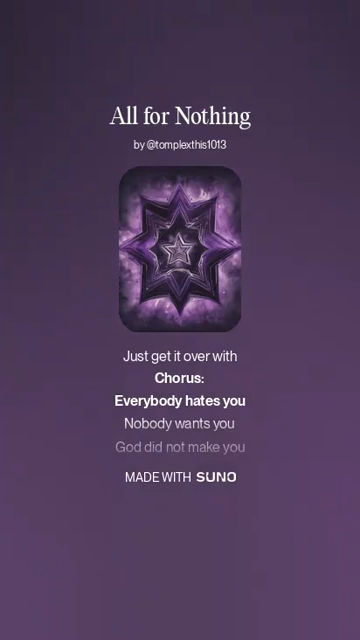 All for Nothing
by @tomplexthis1013
Just get it over with
Chorus:
Everybody hates you
Nobody wants you
God did not make you
MADE WITH SUNO